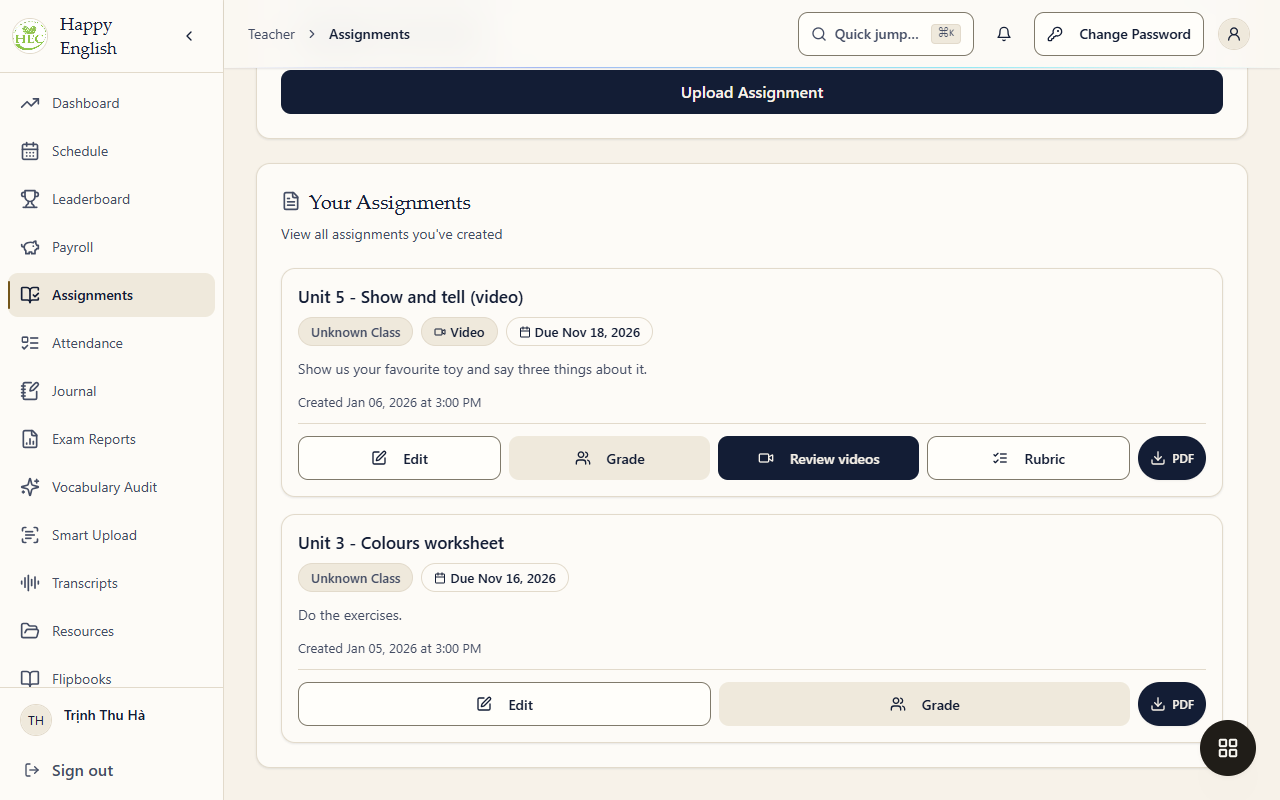 HEC
Happy
English
Teacher
Assignments
Quick jump...
⌘K
Change Password
Dashboard
Schedule
Leaderboard
Payroll
Assignments
Attendance
Journal
Exam Reports
Vocabulary Audit
Smart Upload
Transcripts
Resources
Flipbooks
TH
Trịnh Thu Hà
Sign out
Upload Assignment
Your Assignments
View all assignments you've created
Unit 5 - Show and tell (video)
Unknown Class
Video
Due Nov 18, 2026
Show us your favourite toy and say three things about it.
Created Jan 06, 2026 at 3:00 PM
Edit
Grade
Review videos
Rubric
PDF
Unit 3 - Colours worksheet
Unknown Class
Due Nov 16, 2026
Do the exercises.
Created Jan 05, 2026 at 3:00 PM
Edit
Grade
PDF